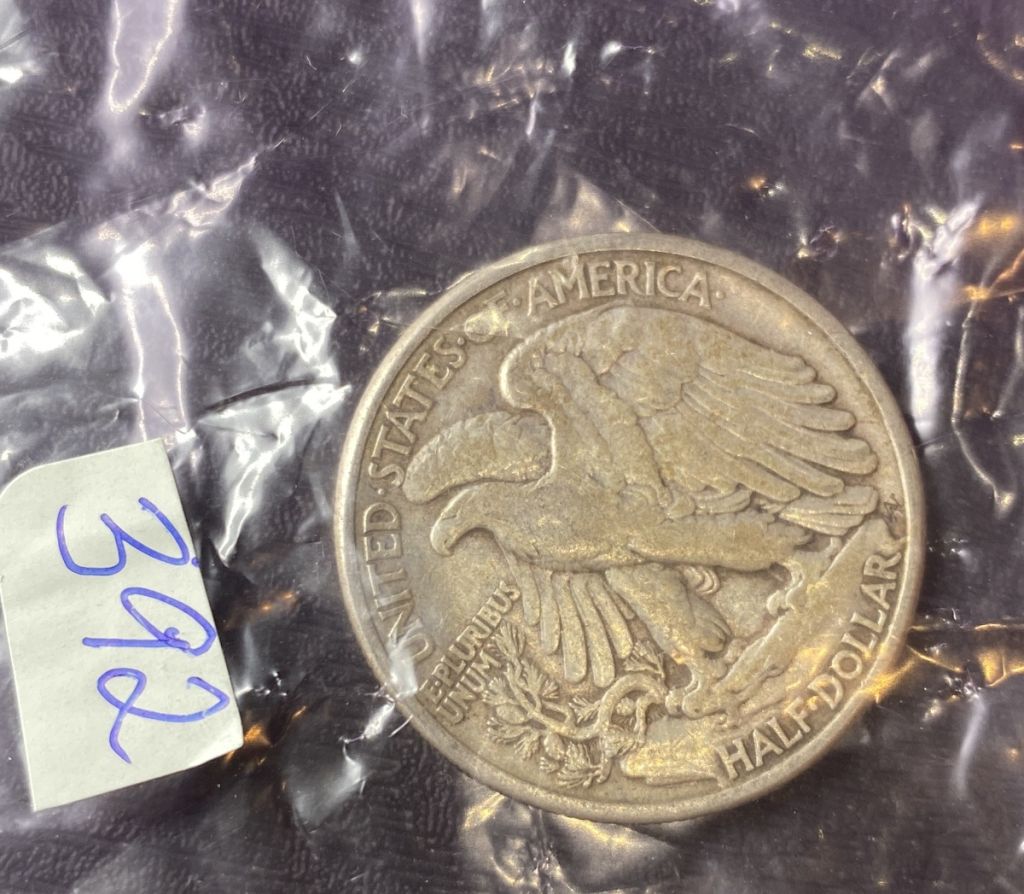 392
UNITED·STATES·OF·AMERICA·
E·PLURIBUS
UNUM
HALF·DOLLAR